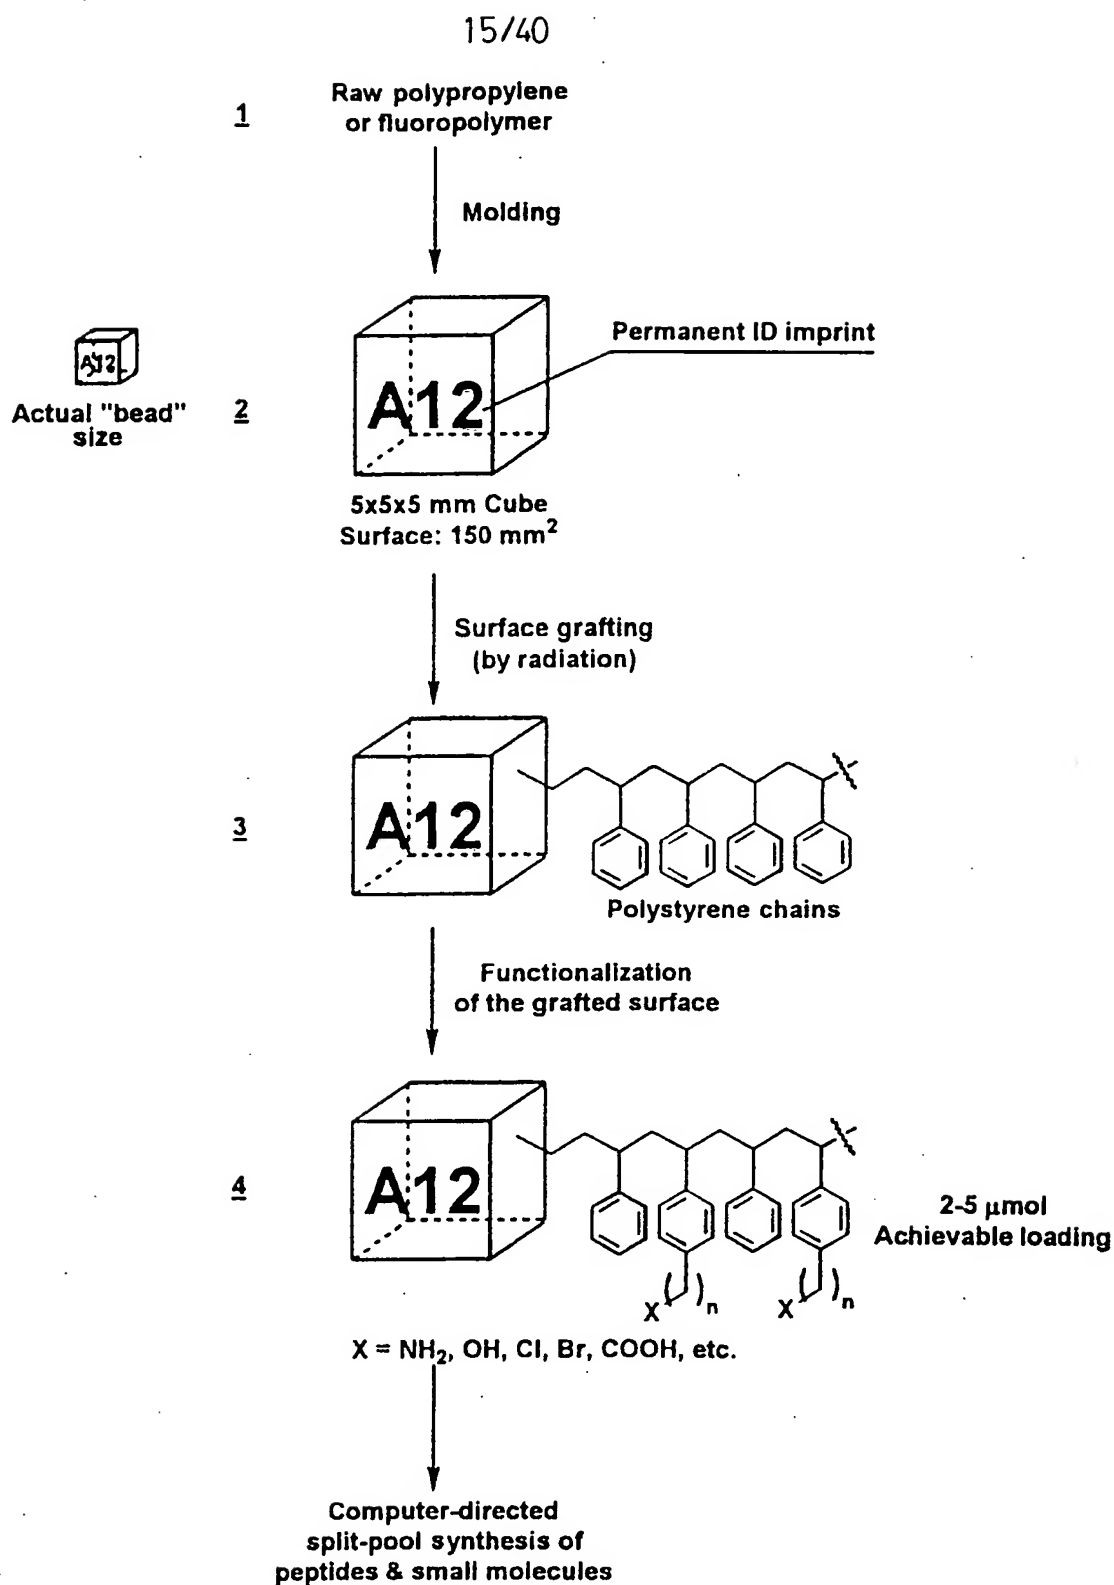 15/40
1
Raw polypropylene
or fluoropolymer
Molding
Permanent ID imprint
A12
Actual "bead"
size
2
A12
5x5x5 mm Cube
Surface: 150 mm2
Surface grafting
(by radiation)
3
A12
Polystyrene chains
Functionalization
of the grafted surface
4
A12
2-5 μmol
Achievable loading
X ( )n X ( )n
X = NH2, OH, Cl, Br, COOH, etc.
Computer-directed
split-pool synthesis of
peptides & small molecules